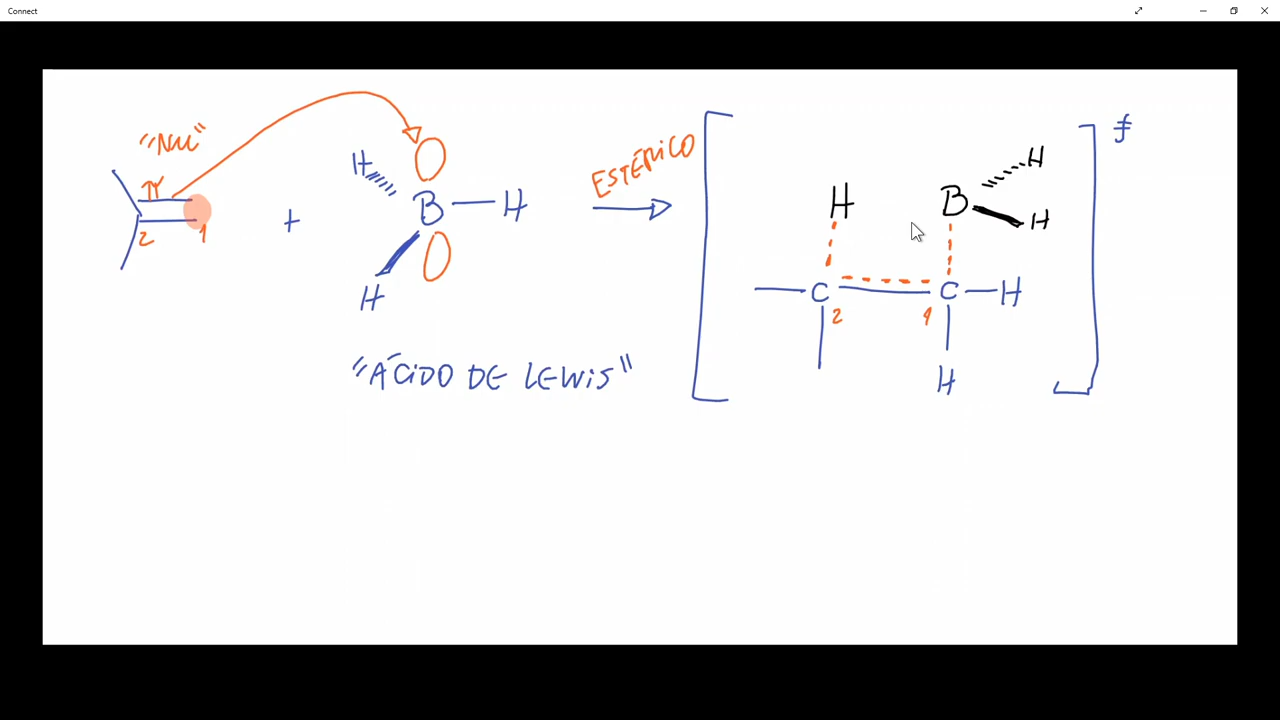 Connect
"Nu"
π
2 1
+
H
B H
H
ESTÉRICO
"ÁCIDO DE LEWIS"
H B H
H
C C H
2 1
H
‡